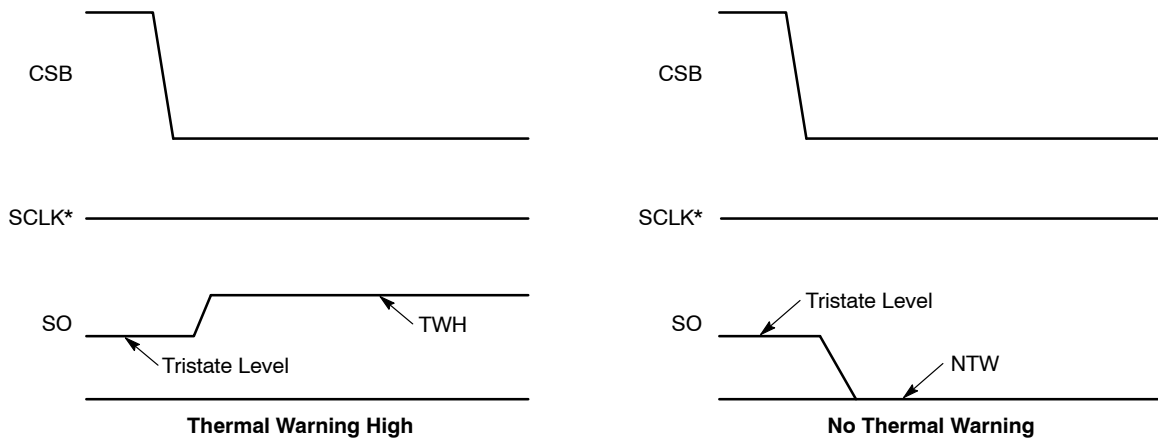 CSB
SCLK*
SO
TWH
Tristate Level
Thermal Warning High
CSB
SCLK*
SO
Tristate Level
NTW
No Thermal Warning